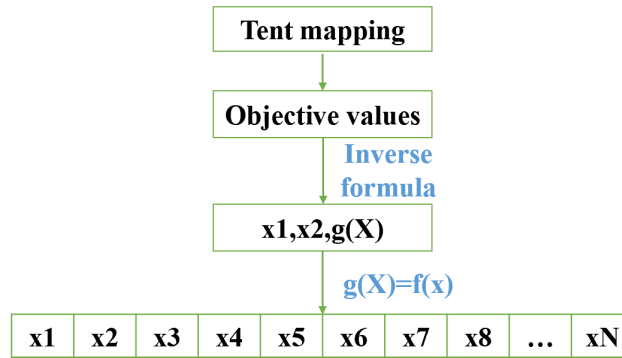 Tent mapping
Objective values
Inverse
formula
x1,x2,g(X)
g(X)=f(x)
x1 x2 x3 x4 x5 x6 x7 x8 … xN